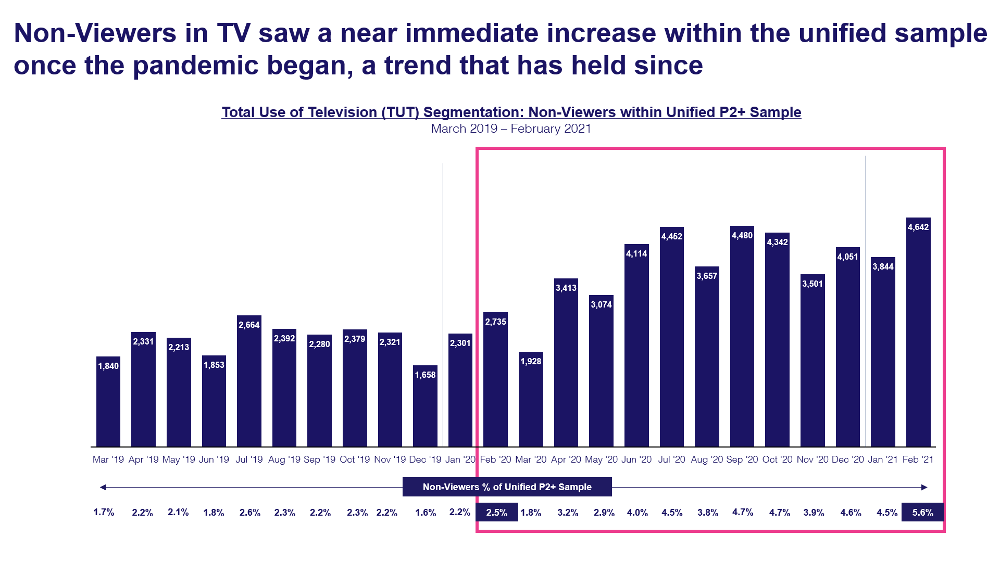 Non-Viewers in TV saw a near immediate increase within the unified sample
once the pandemic began, a trend that has held since
Total Use of Television (TUT) Segmentation: Non-Viewers within Unified P2+ Sample
March 2019 – February 2021
1,840 2,331 2,213 1,853 2,664 2,392 2,280 2,379 2,321 1,658 2,301 2,735 1,928 3,413 3,074 4,114 4,452 3,657 4,480 4,342 3,501 4,051 3,844 4,642
Mar '19 Apr '19 May '19 Jun '19 Jul '19 Aug '19 Sep '19 Oct '19 Nov '19 Dec '19 Jan '20 Feb '20 Mar '20 Apr '20 May '20 Jun '20 Jul '20 Aug '20 Sep '20 Oct '20 Nov '20 Dec '20 Jan '21 Feb '21
Non-Viewers % of Unified P2+ Sample
1.7% 2.2% 2.1% 1.8% 2.6% 2.3% 2.2% 2.3% 2.2% 1.6% 2.2% 2.5% 1.8% 3.2% 2.9% 4.0% 4.5% 3.8% 4.7% 4.7% 3.9% 4.6% 4.5% 5.6%